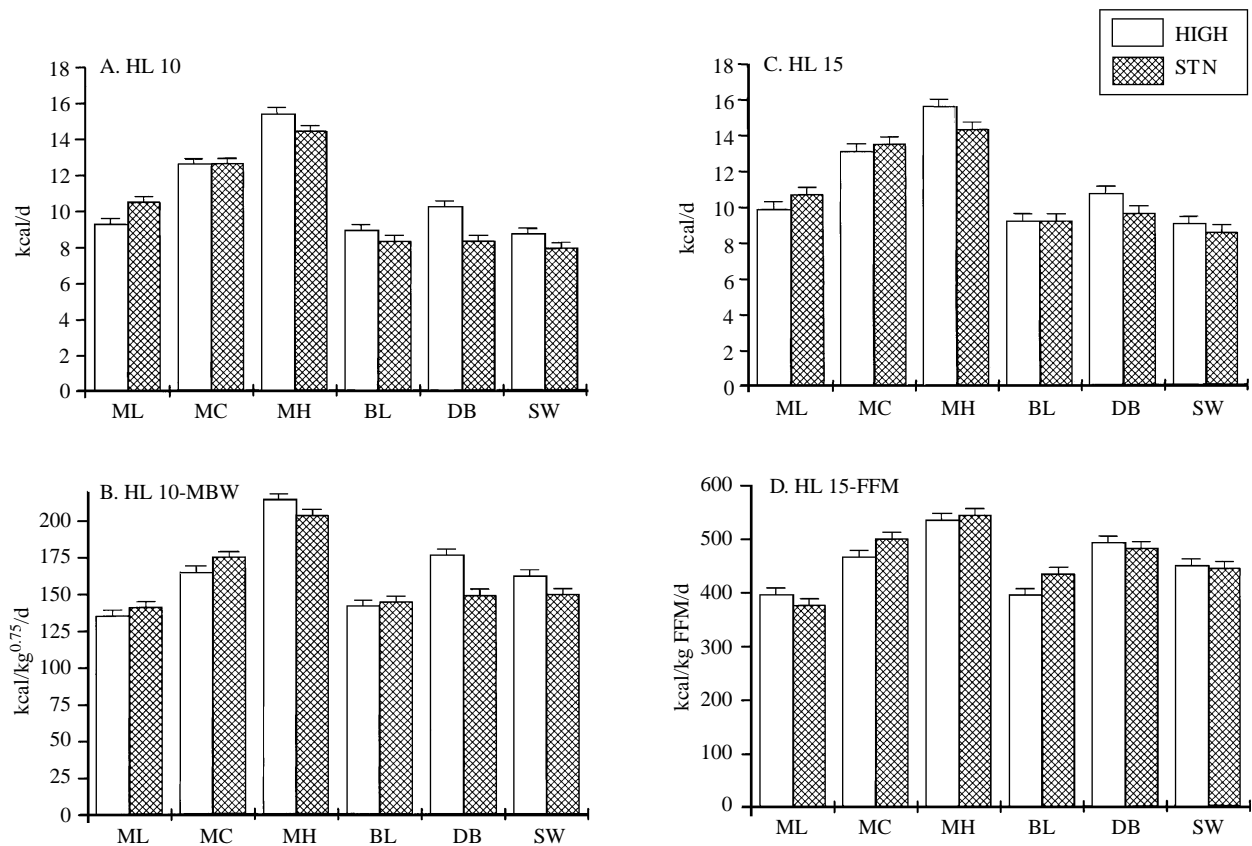 HIGH
STN
A. HL 10
18
16
14
12
10
8
6
4
2
0
kcal/d
ML MC MH BL DB SW
C. HL 15
18
16
14
12
10
8
6
4
2
0
kcal/d
ML MC MH BL DB SW
B. HL 10-MBW
200
175
150
125
100
75
50
25
0
kcal/kg^0.75/d
ML MC MH BL DB SW
D. HL 15-FFM
600
500
400
300
200
100
0
kcal/kg FFM/d
ML MC MH BL DB SW